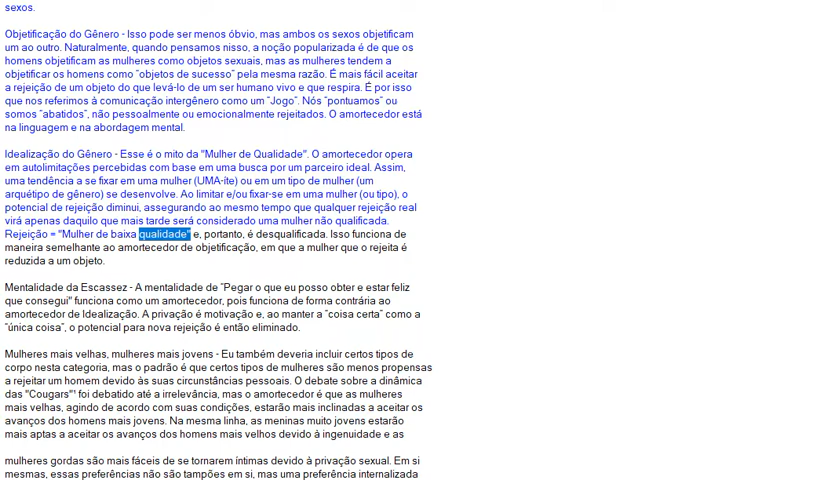 sexos.
Objetificação do Gênero - Isso pode ser menos óbvio, mas ambos os sexos objetificam
um ao outro. Naturalmente, quando pensamos nisso, a noção popularizada é de que os
homens objetificam as mulheres como objetos sexuais, mas as mulheres tendem a
objetificar os homens como "objetos de sucesso" pela mesma razão. É mais fácil aceitar
a rejeição de um objeto do que levá-lo de um ser humano vivo e que respira. É por isso
que nos referimos à comunicação intergênero como um "Jogo". Nós "pontuamos" ou
somos "abatidos", não pessoalmente ou emocionalmente rejeitados. O amortecedor está
na linguagem e na abordagem mental.
Idealização do Gênero - Esse é o mito da "Mulher de Qualidade". O amortecedor opera
em autolimitações percebidas com base em uma busca por um parceiro ideal. Assim,
uma tendência a se fixar em uma mulher (UMA-íte) ou em um tipo de mulher (um
arquétipo de gênero) se desenvolve. Ao limitar e/ou fixar-se em uma mulher (ou tipo), o
potencial de rejeição diminui, assegurando ao mesmo tempo que qualquer rejeição real
virá apenas daquilo que mais tarde será considerado uma mulher não qualificada.
Rejeição = "Mulher de baixa qualidade" e, portanto, é desqualificada. Isso funciona de
maneira semelhante ao amortecedor de objetificação, em que a mulher que o rejeita é
reduzida a um objeto.
Mentalidade da Escassez - A mentalidade de "Pegar o que eu posso obter e estar feliz
que consegui" funciona como um amortecedor, pois funciona de forma contrária ao
amortecedor de Idealização. A privação é motivação e, ao manter a "coisa certa" como a
"única coisa", o potencial para nova rejeição é então eliminado.
Mulheres mais velhas, mulheres mais jovens - Eu também deveria incluir certos tipos de
corpo nesta categoria, mas o padrão é que certos tipos de mulheres são menos propensas
a rejeitar um homem devido às suas circunstâncias pessoais. O debate sobre a dinâmica
das "Cougars"¹ foi debatido até a irrelevância, mas o amortecedor é que as mulheres
mais velhas, agindo de acordo com suas condições, estarão mais inclinadas a aceitar os
avanços dos homens mais jovens. Na mesma linha, as meninas muito jovens estarão
mais aptas a aceitar os avanços dos homens mais velhos devido à ingenuidade e as
mulheres gordas são mais fáceis de se tornarem íntimas devido à privação sexual. Em si
mesmas, essas preferências não são tampões em si, mas uma preferência internalizada